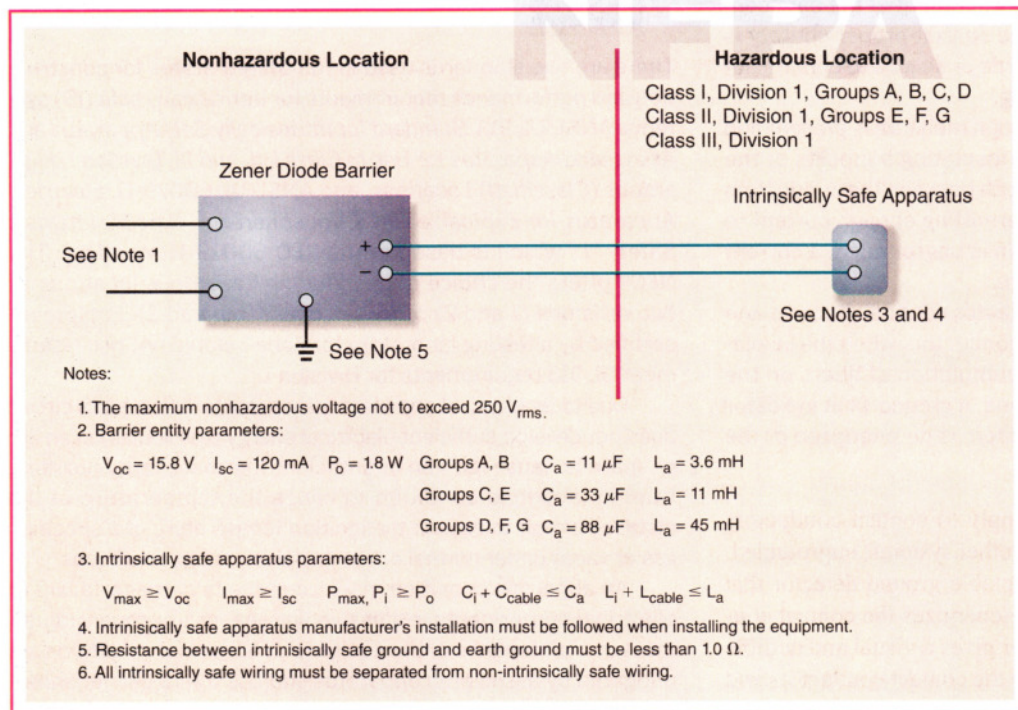 NFPA
Nonhazardous Location
Hazardous Location
Class I, Division 1, Groups A, B, C, D
Class II, Division 1, Groups E, F, G
Class III, Division 1
Zener Diode Barrier
Intrinsically Safe Apparatus
See Note 1
+
−
See Notes 3 and 4
See Note 5
Notes:
1. The maximum nonhazardous voltage not to exceed 250 Vrms.
2. Barrier entity parameters:
Voc = 15.8 V Isc = 120 mA Po = 1.8 W Groups A, B Ca = 11 μF La = 3.6 mH
Groups C, E Ca = 33 μF La = 11 mH
Groups D, F, G Ca = 88 μF La = 45 mH
3. Intrinsically safe apparatus parameters:
Vmax ≥ Voc Imax ≥ Isc Pmax, Pi ≥ Po Ci + Ccable ≤ Ca Li + Lcable ≤ La
4. Intrinisically safe apparatus manufacturer's installation must be followed when installing the equipment.
5. Resistance between intrinisically safe ground and earth ground must be less than 1.0 Ω.
6. All intrinsically safe wiring must be separated from non-intrinsically safe wiring.